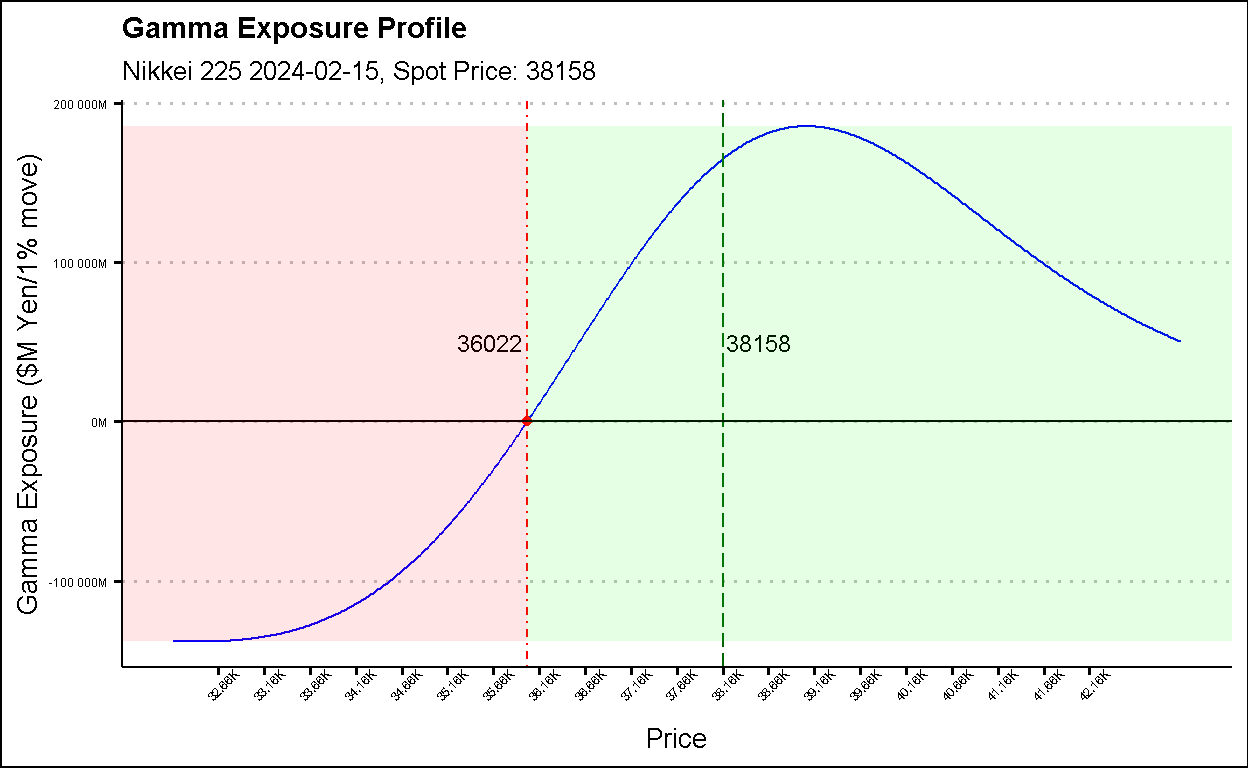 Gamma Exposure Profile
Nikkei 225 2024-02-15, Spot Price: 38158
Gamma Exposure ($M Yen/1% move)
200 000M
100 000M
0M
-100 000M
36022
38158
32.66K 33.16K 33.66K 34.16K 34.66K 35.16K 35.66K 36.16K 36.66K 37.16K 37.66K 38.16K 38.66K 39.16K 39.66K 40.16K 40.66K 41.16K 41.66K 42.16K
Price